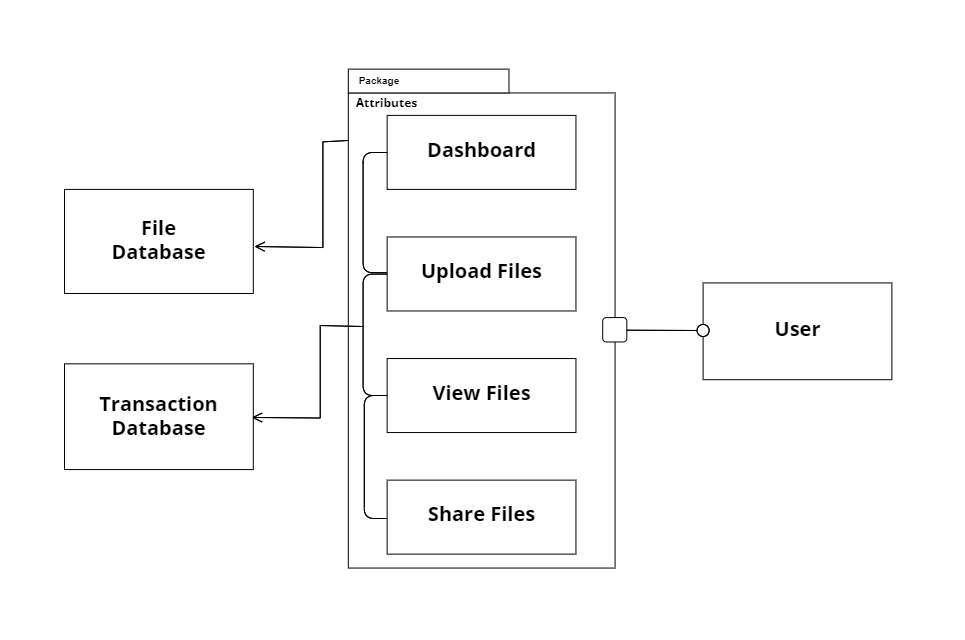 Package
Attributes
Dashboard
File
Database
Upload Files
User
View Files
Transaction
Database
Share Files